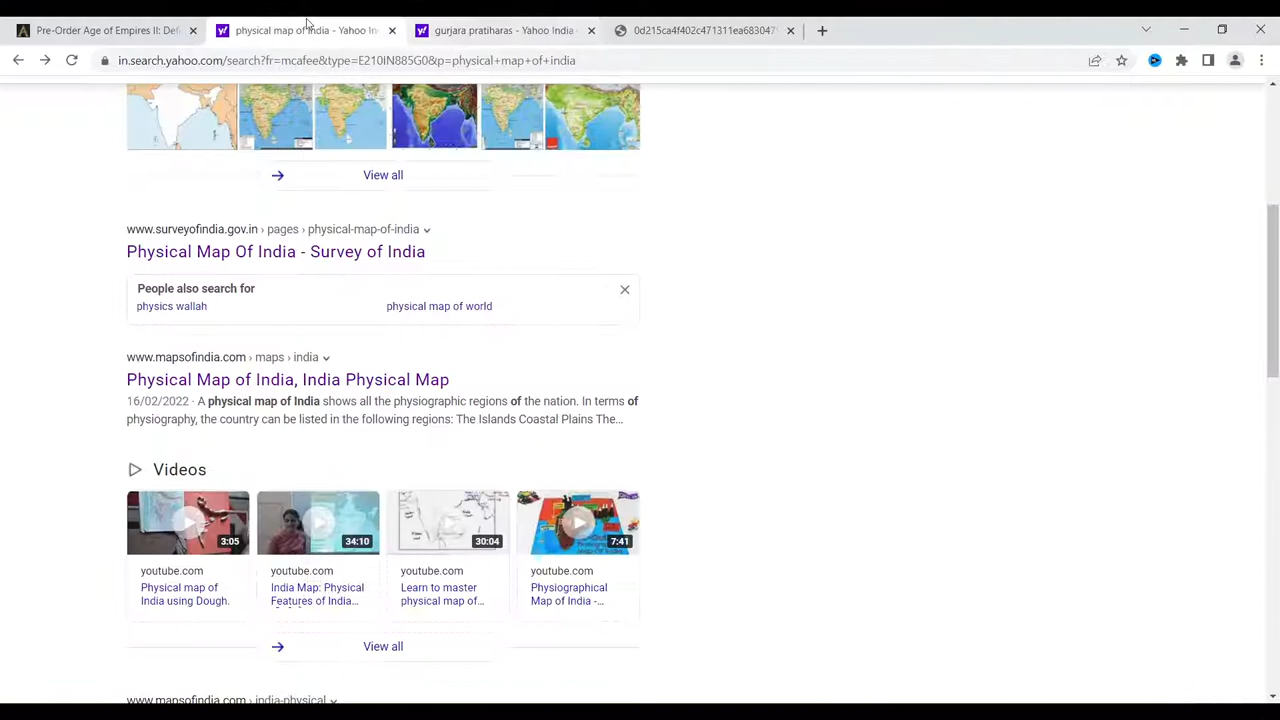 Pre-Order Age of Empires II: Defi
physical map of India - Yahoo In
gurjara pratiharas - Yahoo India
0d215ca4f402c471311ea683047
in.search.yahoo.com/search?fr=mcafee&type=E210IN885G0&p=physical+map+of+india
View all
www.surveyofindia.gov.in › pages › physical-map-of-india
Physical Map Of India - Survey of India
People also search for
physics wallah
physical map of world
www.mapsofindia.com › maps › india
Physical Map of India, India Physical Map
16/02/2022 · A physical map of India shows all the physiographic regions of the nation. In terms of
physiography, the country can be listed in the following regions: The Islands Coastal Plains The...
Videos
3:05
34:10
30:04
7:41
youtube.com
youtube.com
youtube.com
youtube.com
Physical map of
India using Dough.
India Map: Physical
Features of India...
Learn to master
physical map of...
Physiographical
Map of India -...
View all
www.mapsofindia.com › india-physical